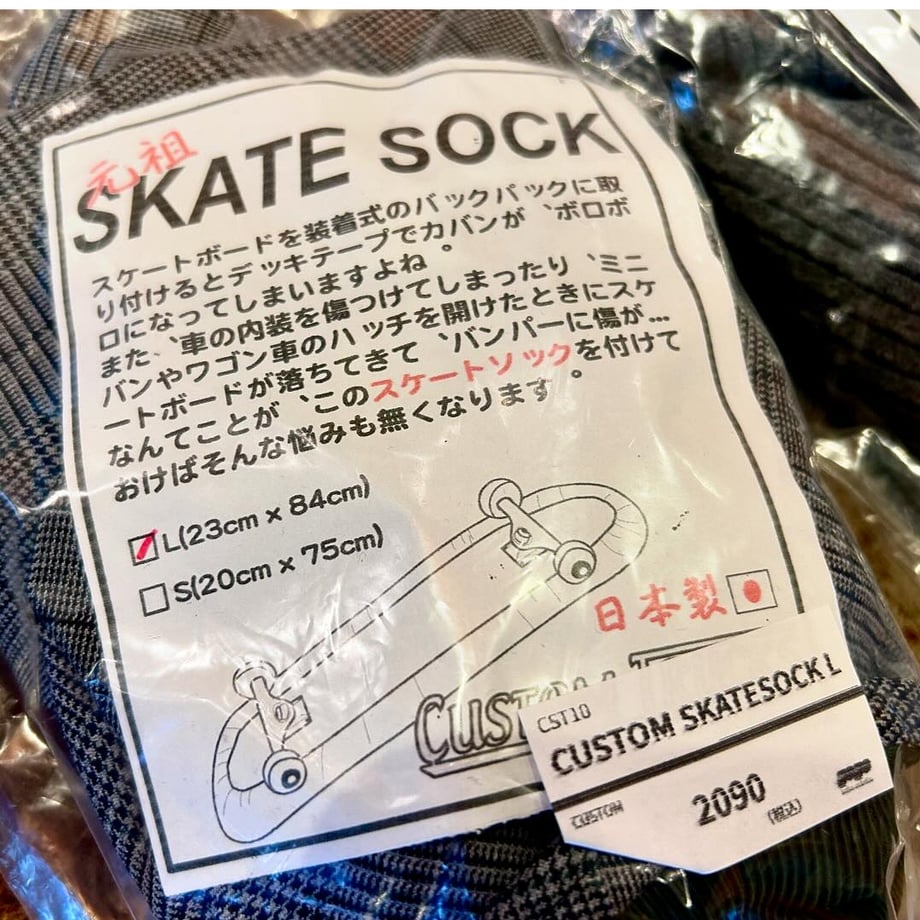 元祖
SKATE SOCK
スケートボードを装着式のバックパックに取
り付けるとデッキテープでカバンが、ボロボ
ロになってしまいますよね。
また、車の内装を傷つけてしまったり、ミニ
バンやワゴン車のハッチを開けたときにスケ
ートボードが落ちてきて、バンパーに傷が...
なんてことが、このスケートソックを付けて
おけばそんな悩みも無くなります。
L(23cm × 84cm)
S(20cm × 75cm)
日本製
CUSTOM
CST10
CUSTOM SKATESOCK L
CUSTOM
2090
(税込)